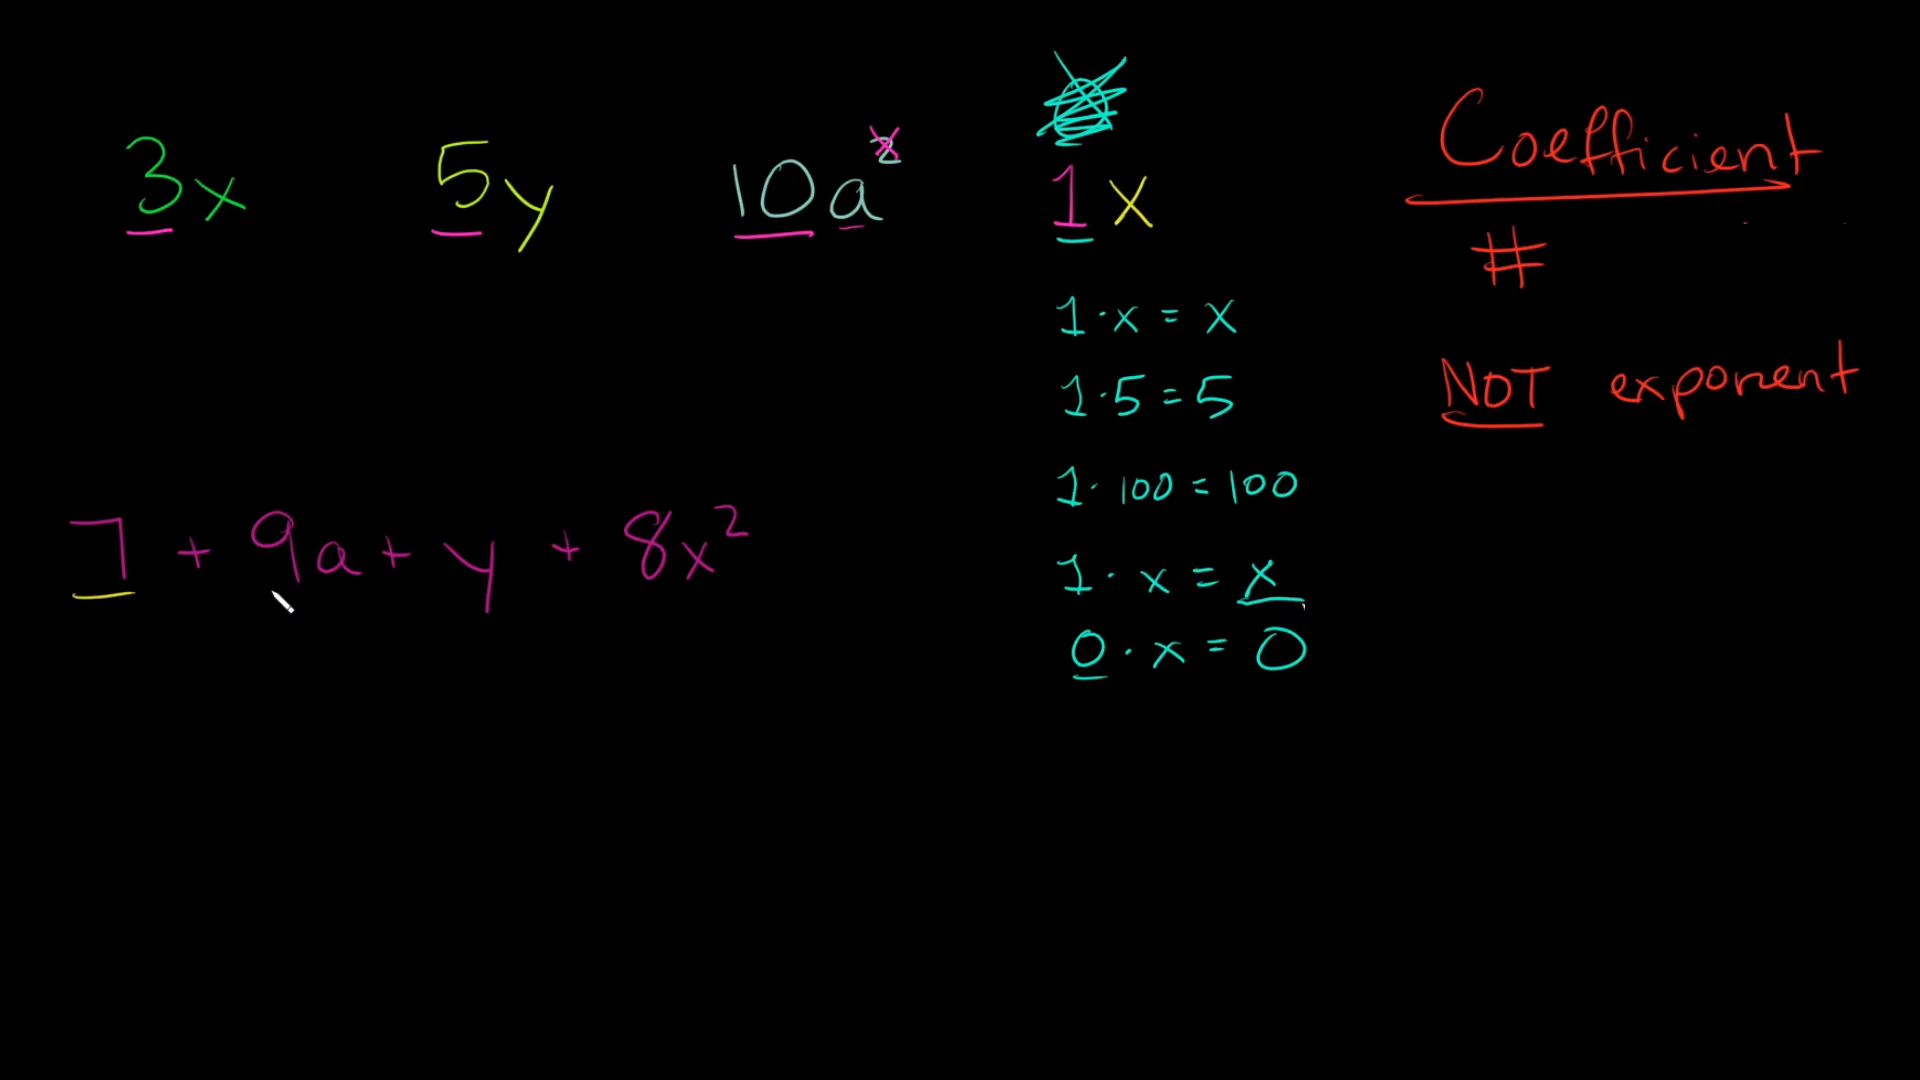 3x 5y 10a² 1x
Coefficient
#
NOT exponent
1·x = x
1·5 = 5
1·100 = 100
7 + 9a + y + 8x²
1·x = x
0·x = 0